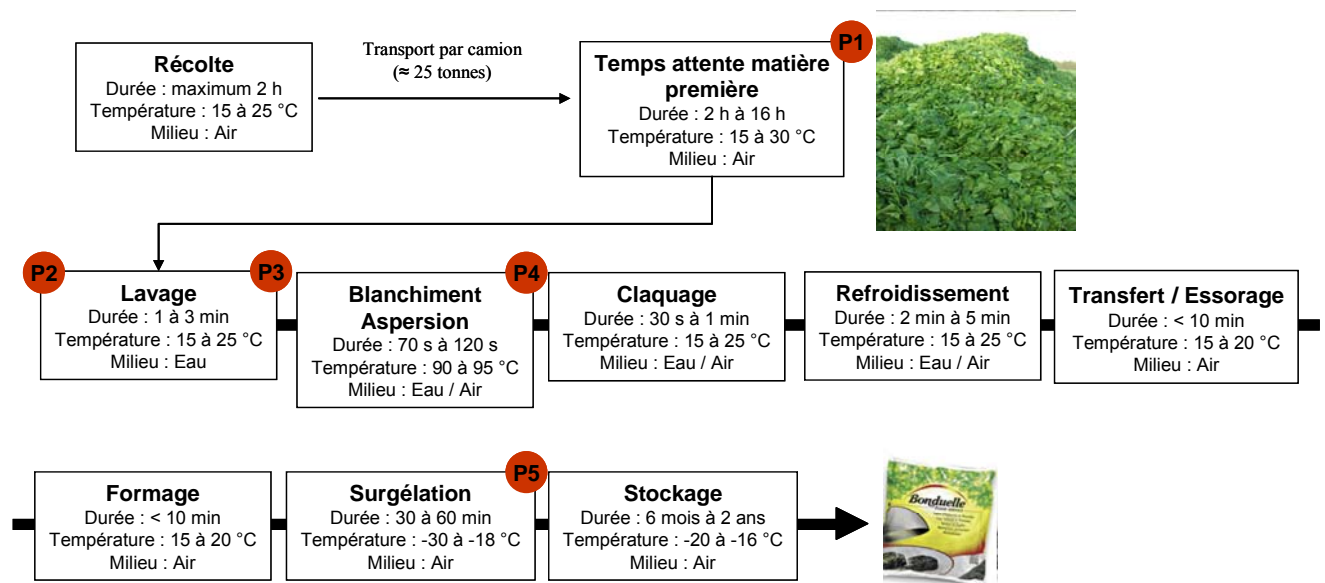 Récolte
Durée : maximum 2 h
Température : 15 à 25 °C
Milieu : Air
Transport par camion
(≈ 25 tonnes)
P1
Temps attente matière
première
Durée : 2 h à 16 h
Température : 15 à 30 °C
Milieu : Air
P2
Lavage
Durée : 1 à 3 min
Température : 15 à 25 °C
Milieu : Eau
P3
Blanchiment
Aspersion
Durée : 70 s à 120 s
Température : 90 à 95 °C
Milieu : Eau / Air
P4
Claquage
Durée : 30 s à 1 min
Température : 15 à 25 °C
Milieu : Eau / Air
Refroidissement
Durée : 2 min à 5 min
Température : 15 à 25 °C
Milieu : Eau / Air
Transfert / Essorage
Durée : < 10 min
Température : 15 à 20 °C
Milieu : Air
Formage
Durée : < 10 min
Température : 15 à 20 °C
Milieu : Air
Surgélation
Durée : 30 à 60 min
Température : -30 à -18 °C
Milieu : Air
P5
Stockage
Durée : 6 mois à 2 ans
Température : -20 à -16 °C
Milieu : Air
Bonduelle